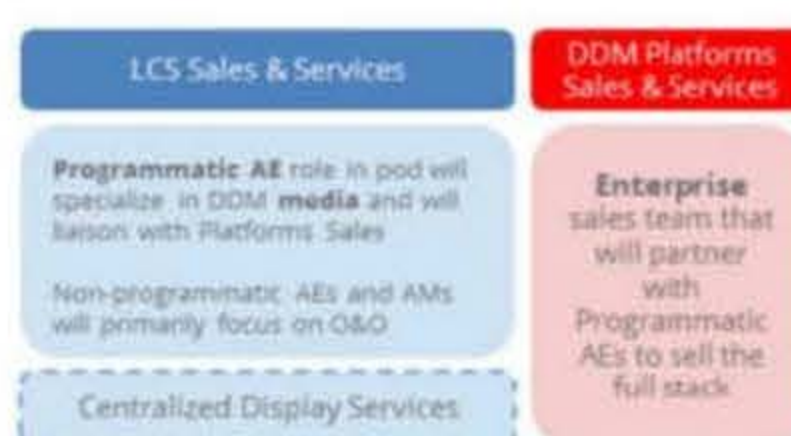 LCS Sales & Services
Programmatic AE role in pod will
specialize in DDM media and will
liaison with Platforms Sales
Non-programmatic AEs and AMs
will primarily focus on O&O
Centralized Display Services
DDM Platforms
Sales & Services
Enterprise
sales team that
will partner
with
Programmatic
AEs to sell the
full stack